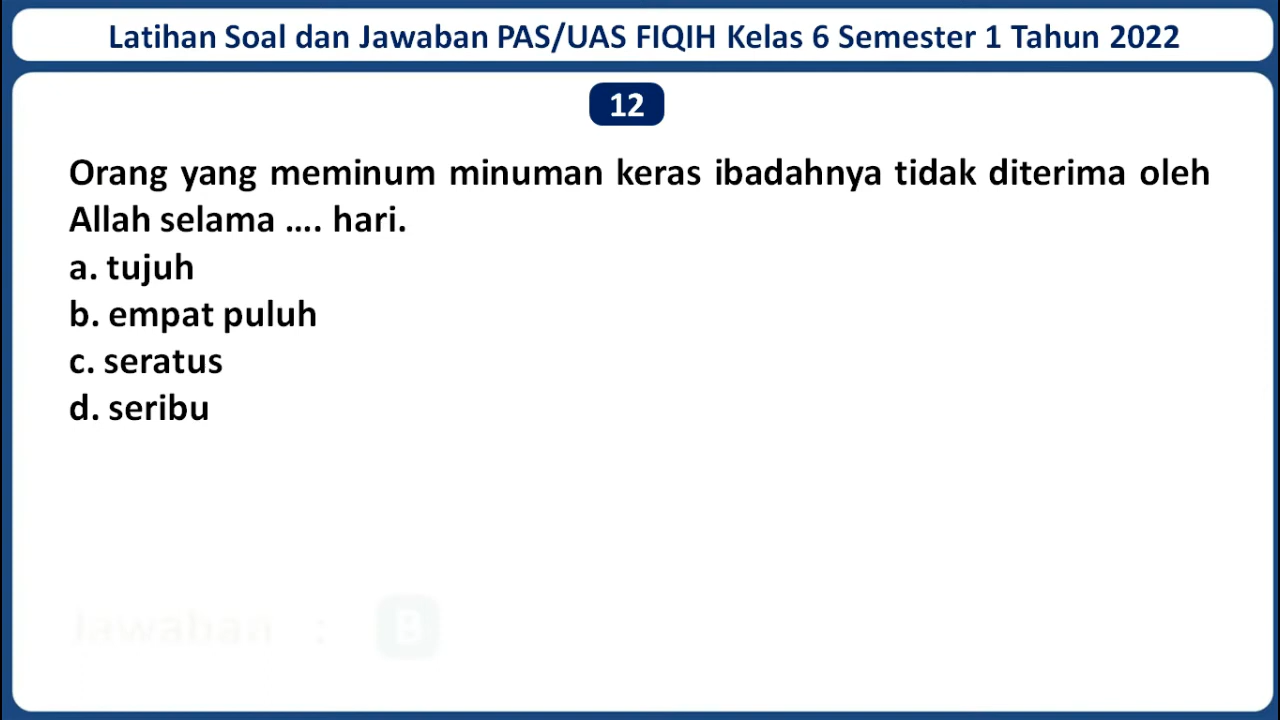 Latihan Soal dan Jawaban PAS/UAS FIQIH Kelas 6 Semester 1 Tahun 2022
12
Orang yang meminum minuman keras ibadahnya tidak diterima oleh
Allah selama .... hari.
a. tujuh
b. empat puluh
c. seratus
d. seribu
Jawaban : B